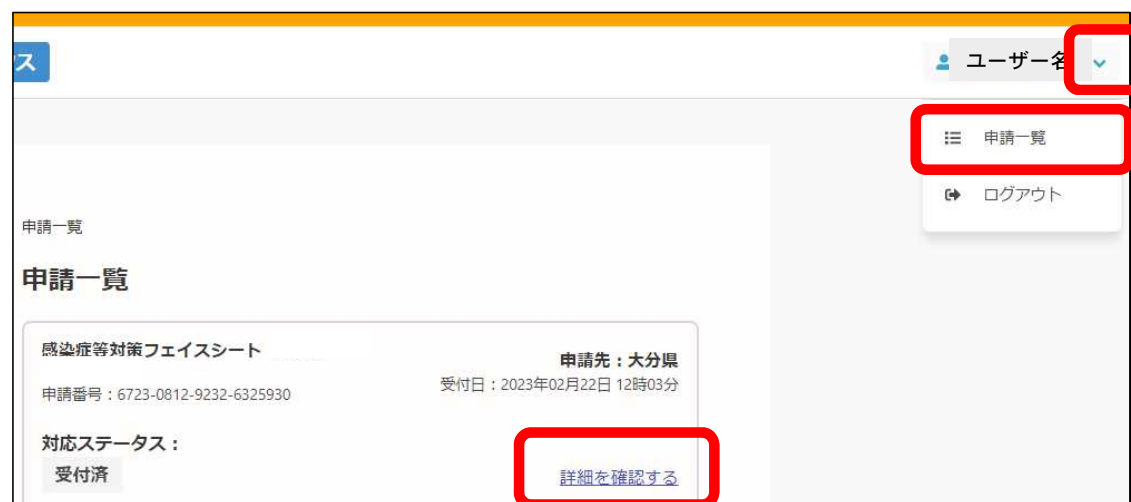 ス
ユーザー名
申請一覧
ログアウト
申請一覧
申請一覧
感染症等対策フェイスシート
申請先：大分県
申請番号：6723-0812-9232-6325930
受付日：2023年02月22日 12時03分
対応ステータス：
受付済
詳細を確認する